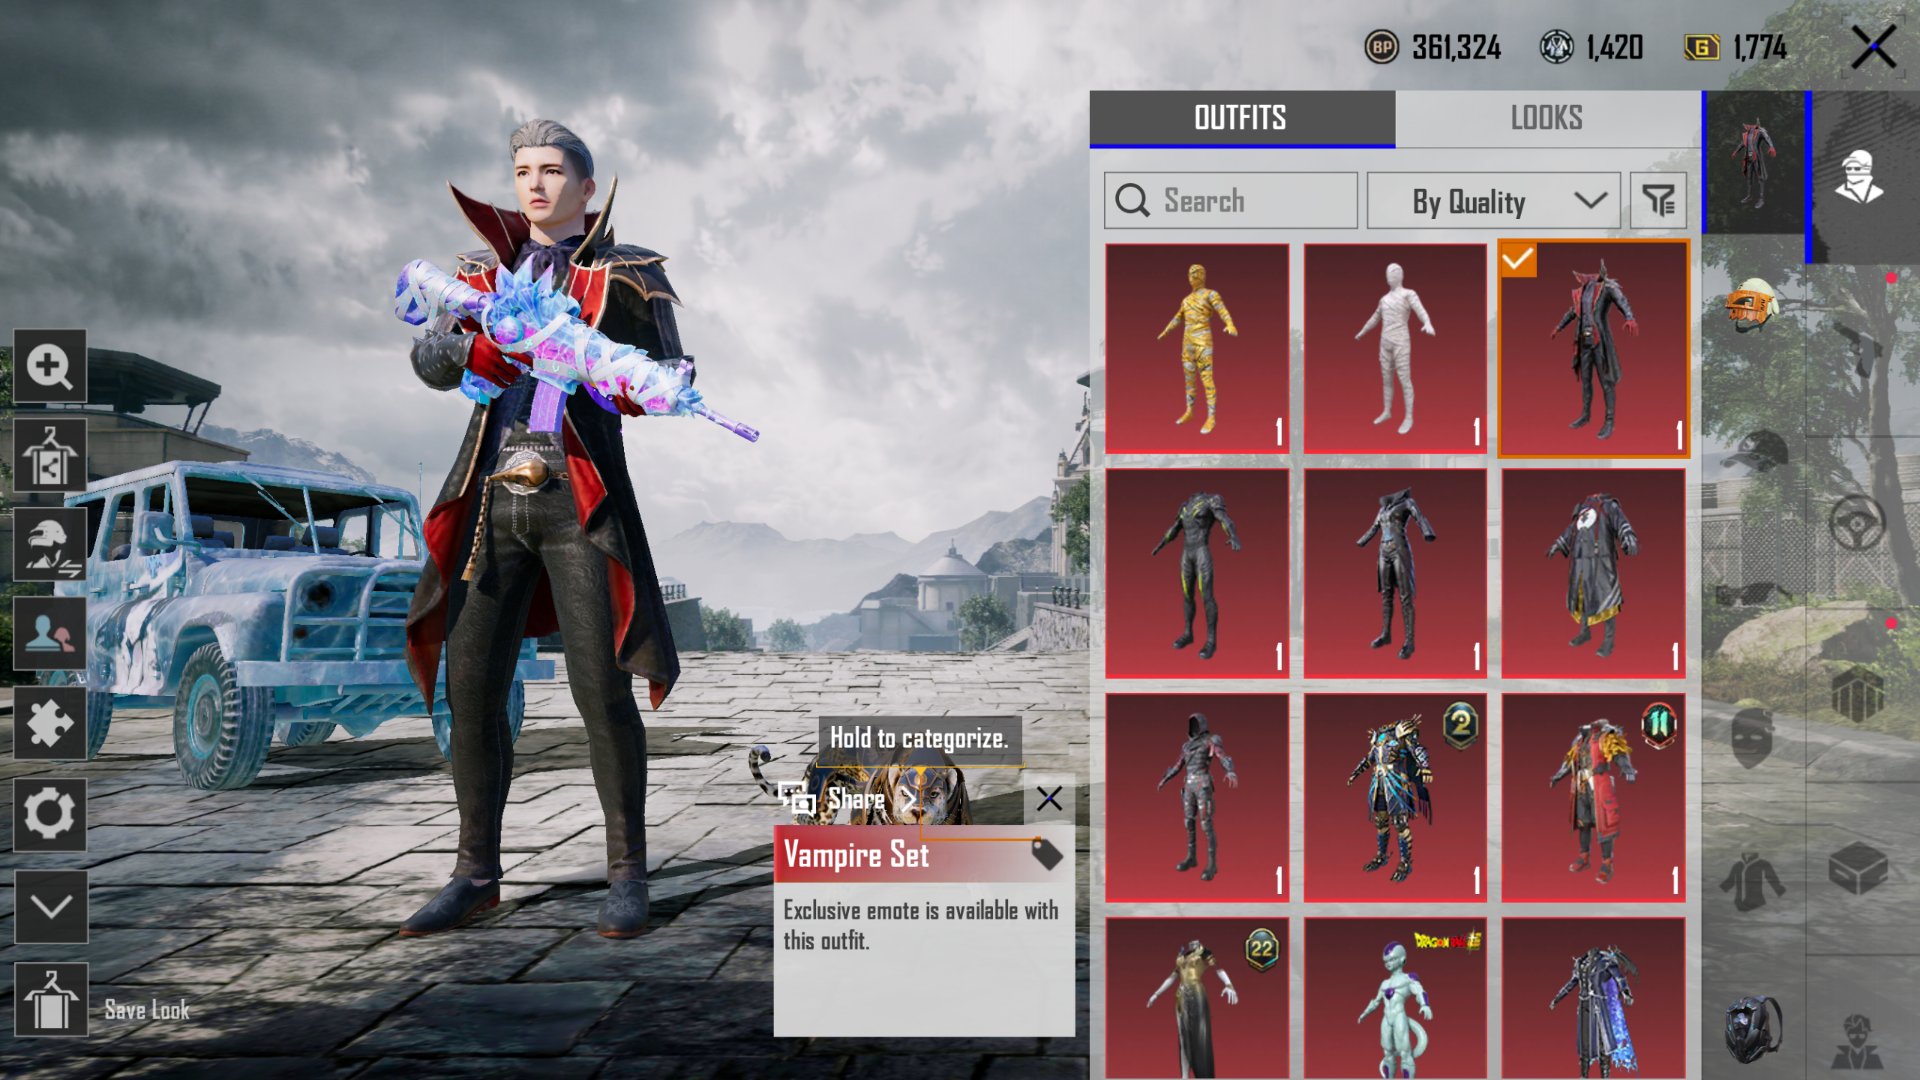 BP 361,324
1,420
G 1,774
OUTFITS
LOOKS
Search
By Quality
1
1
1
1
1
1
1
2
1
11
1
22
Hold to categorize.
Share
Vampire Set
Exclusive emote is available with
this outfit.
Save Look